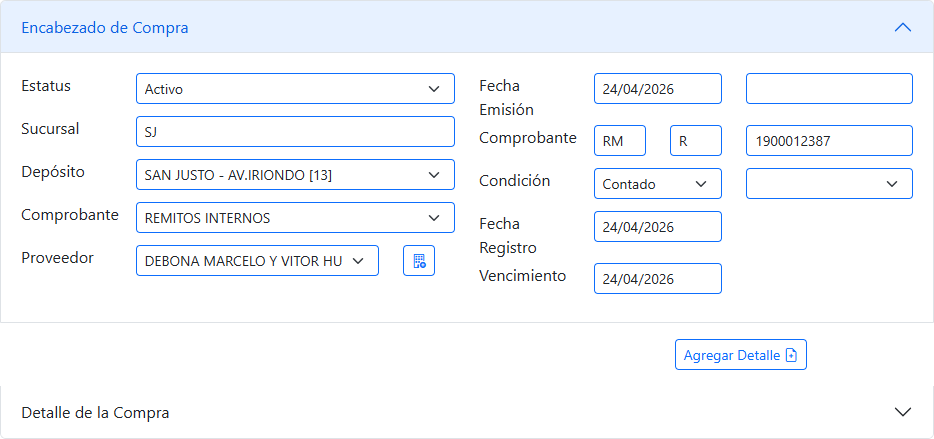 Encabezado de Compra
Estatus
Activo
Sucursal
SJ
Depósito
SAN JUSTO - AV.IRIONDO [13]
Comprobante
REMITOS INTERNOS
Proveedor
DEBONA MARCELO Y VITOR HU
Fecha
Emisión
24/04/2026
Comprobante
RM
R
1900012387
Condición
Contado
Fecha
Registro
24/04/2026
Vencimiento
24/04/2026
Agregar Detalle
Detalle de la Compra